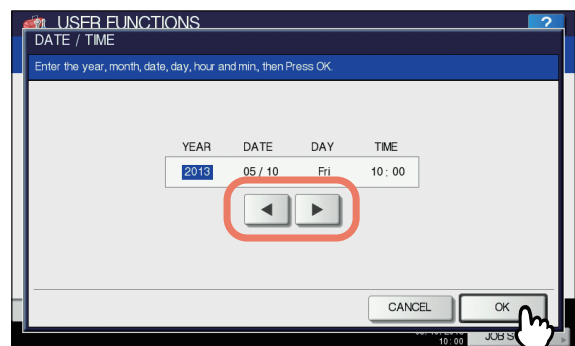 USER FUNCTIONS
?
DATE / TIME
Enter the year, month, date, day, hour and min., then Press OK.
YEAR DATE DAY TIME
2013 05 / 10 Fri 10 : 00
CANCEL OK
10 : 00 JOB S